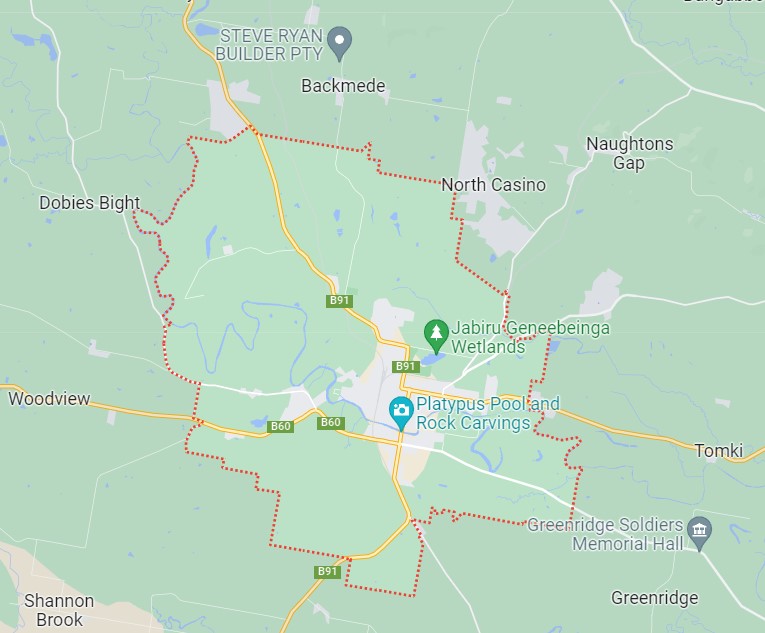 STEVE RYAN
BUILDER PTY
Backmede
Naughtons
Gap
North Casino
Dobies Bight
B91
Jabiru Geneebeinga
Wetlands
B91
Woodview
Platypus Pool and
Rock Carvings
B60
B60
Tomki
Greenridge Soldiers
Memorial Hall
B91
Shannon
Brook
Greenridge